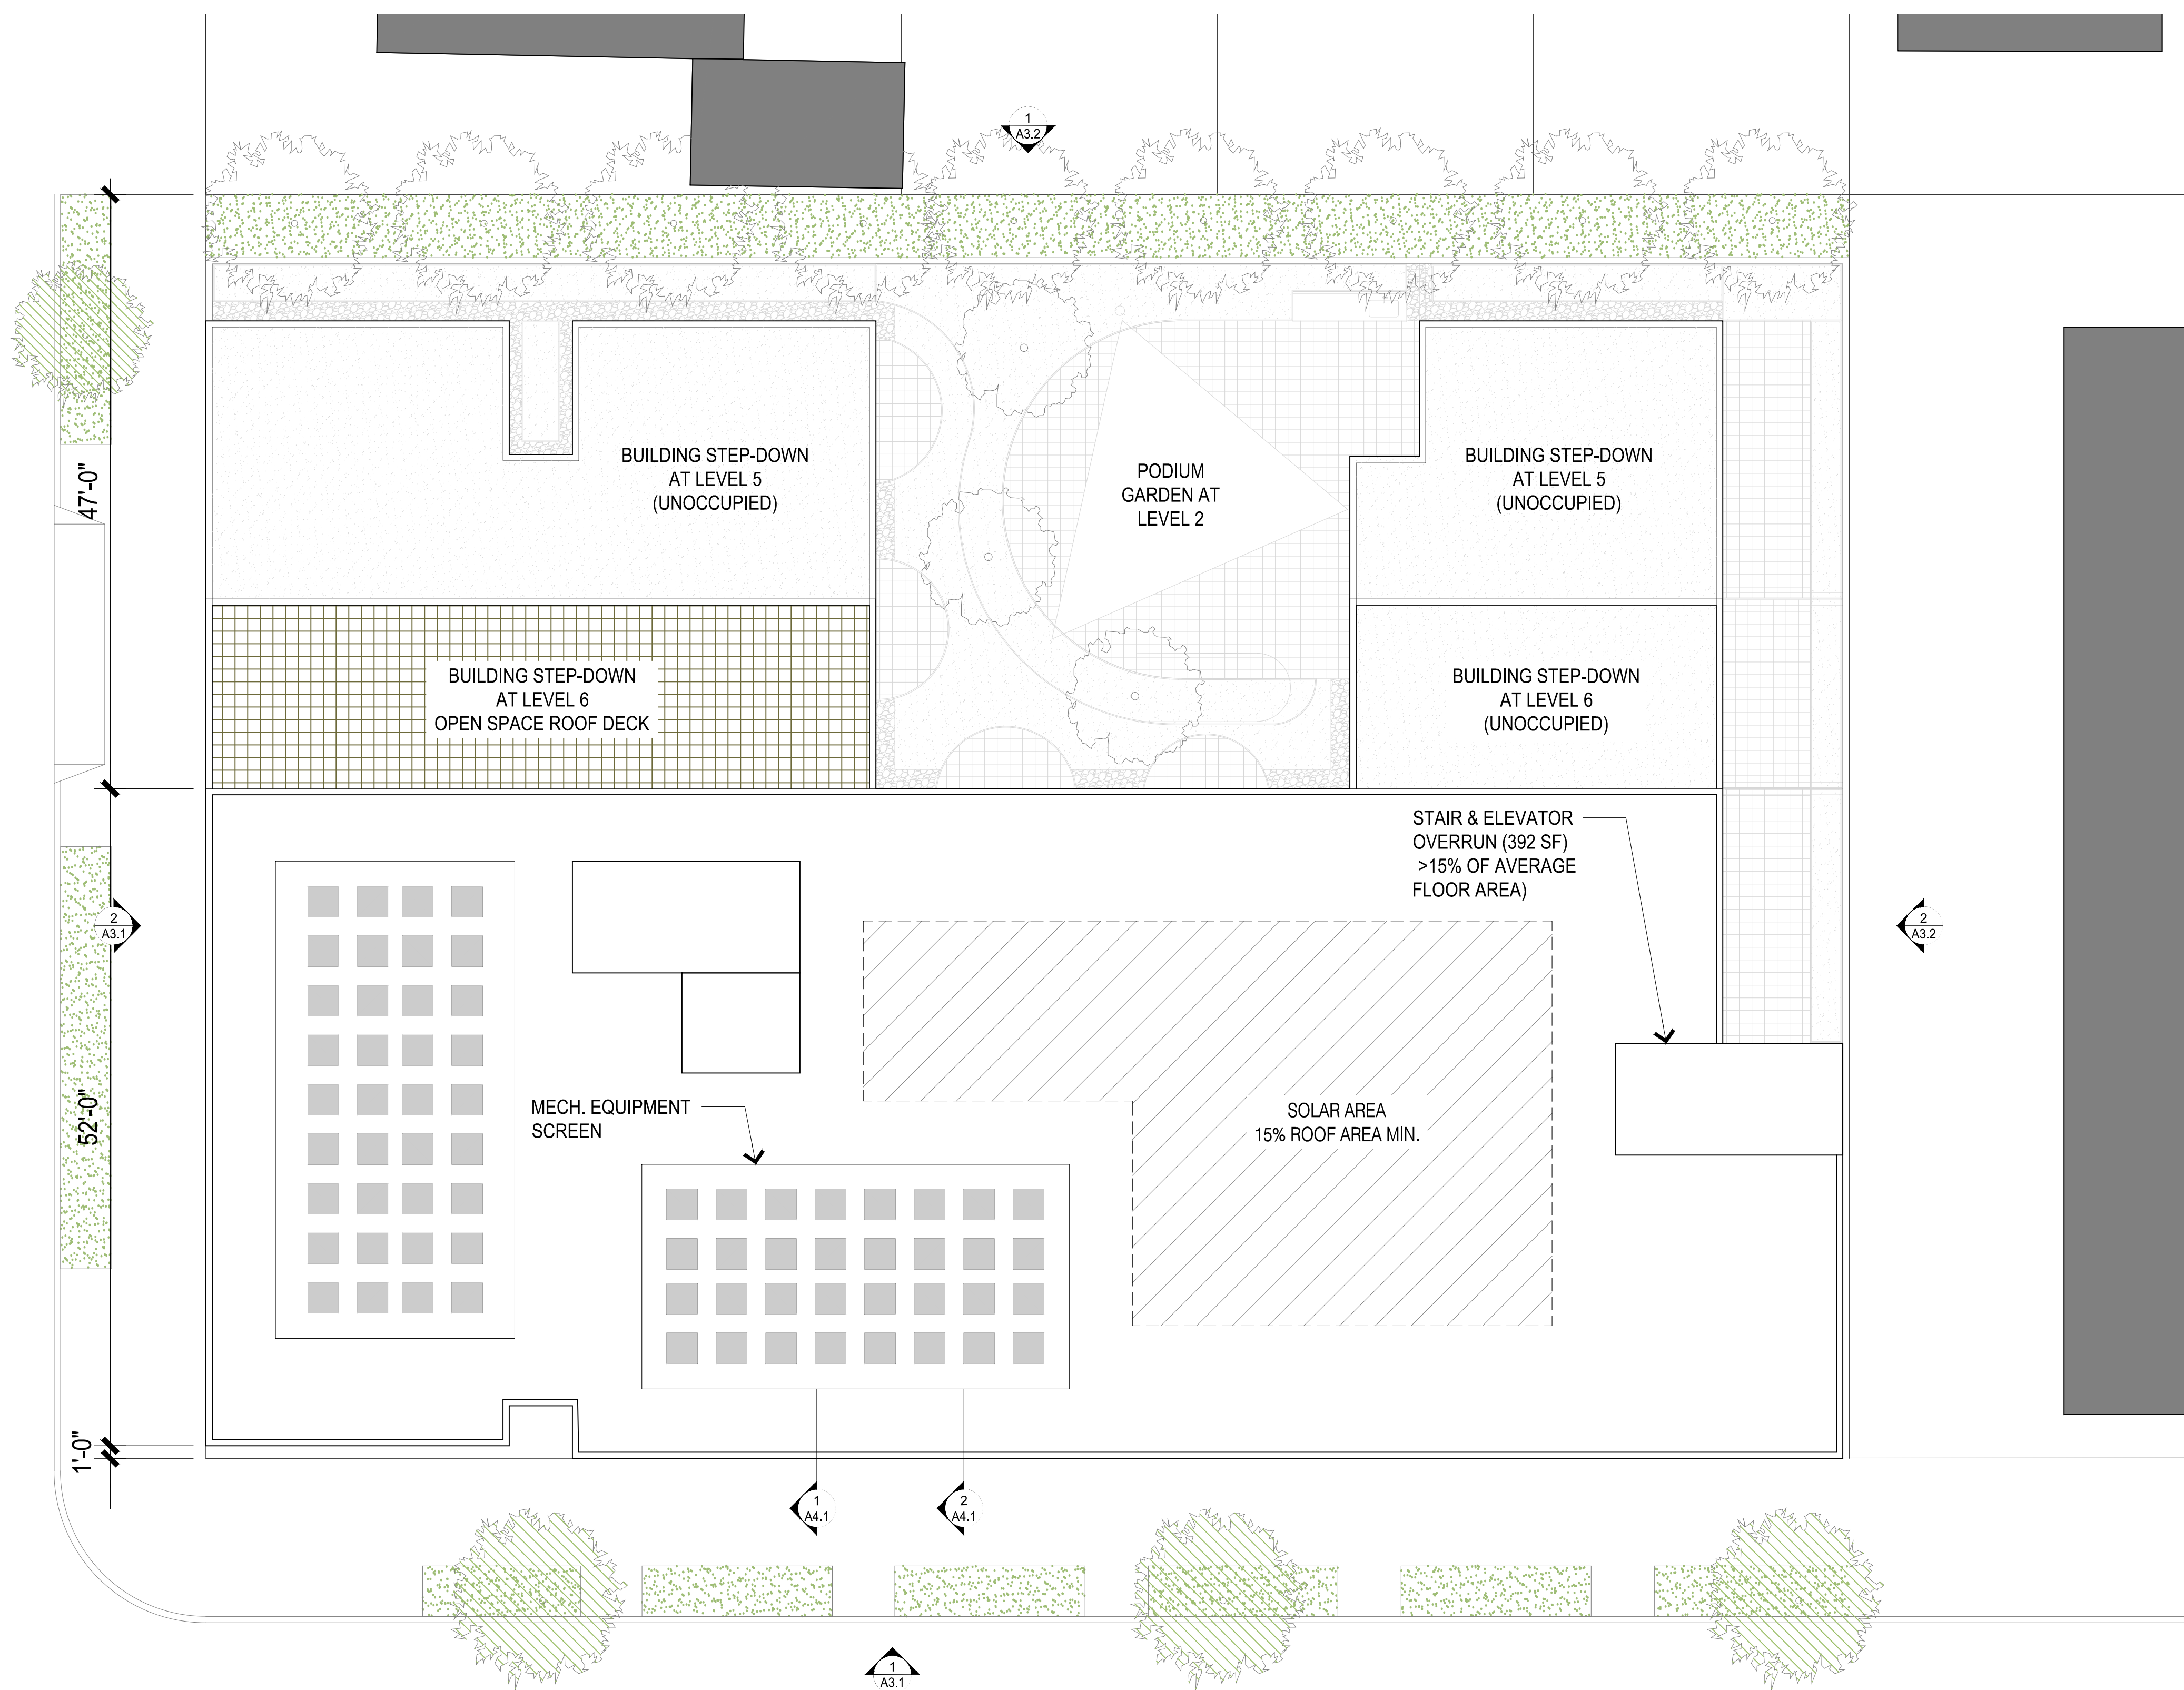 1
A3.2
47'-0"
BUILDING STEP-DOWN
AT LEVEL 5
(UNOCCUPIED)
PODIUM
GARDEN AT
LEVEL 2
BUILDING STEP-DOWN
AT LEVEL 5
(UNOCCUPIED)
BUILDING STEP-DOWN
AT LEVEL 6
OPEN SPACE ROOF DECK
BUILDING STEP-DOWN
AT LEVEL 6
(UNOCCUPIED)
STAIR & ELEVATOR
OVERRUN (392 SF)
>15% OF AVERAGE
FLOOR AREA)
2
A3.1
2
A3.2
52'-0"
MECH. EQUIPMENT
SCREEN
SOLAR AREA
15% ROOF AREA MIN.
1'-0"
1
A4.1
2
A4.1
1
A3.1